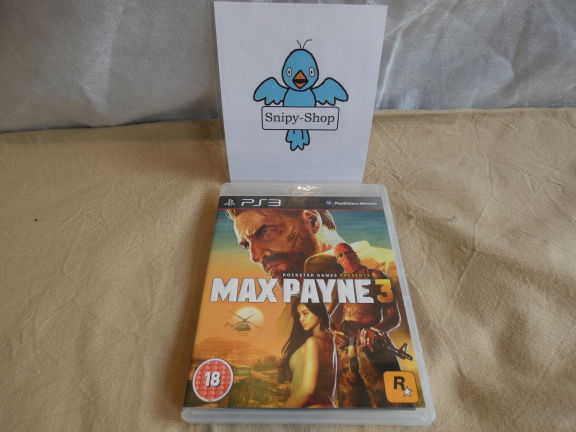 Snipy-Shop
PS3
PlayStation Network
ROCKSTAR GAMES PRESENTS
MAX PAYNE 3
18
R